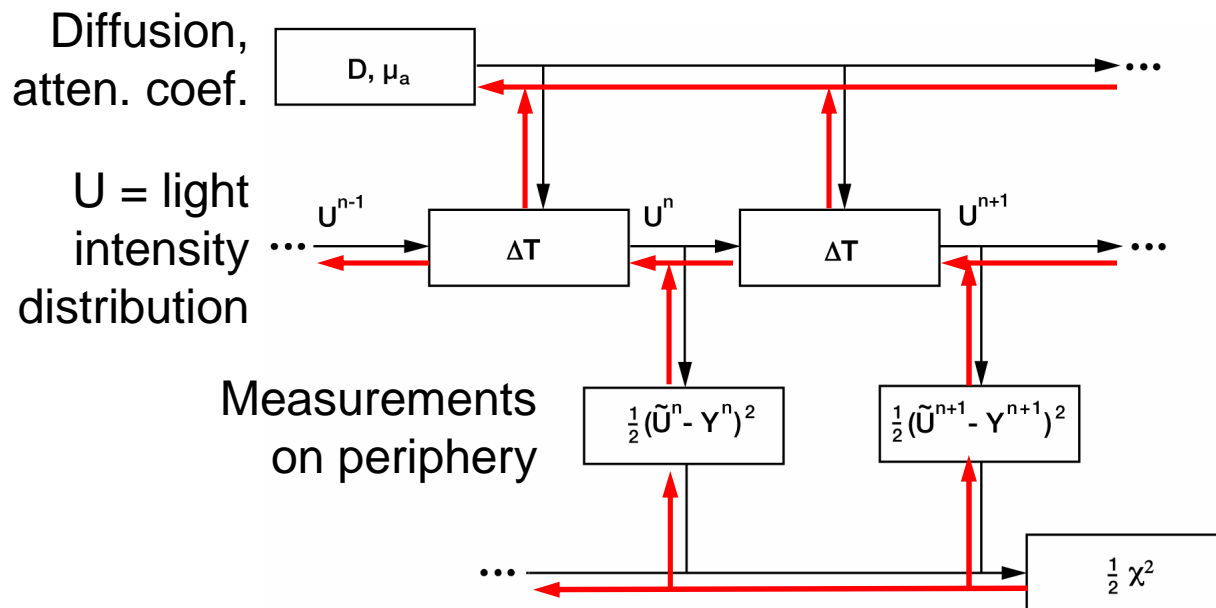 Diffusion,
atten. coef.
D, μₐ
•••
U = light
intensity
distribution
Uⁿ⁻¹
Uⁿ
Uⁿ⁺¹
•••
ΔT
ΔT
•••
Measurements
on periphery
½(Ũⁿ - Yⁿ)²
½(Ũⁿ⁺¹ - Yⁿ⁺¹)²
•••
½ χ²